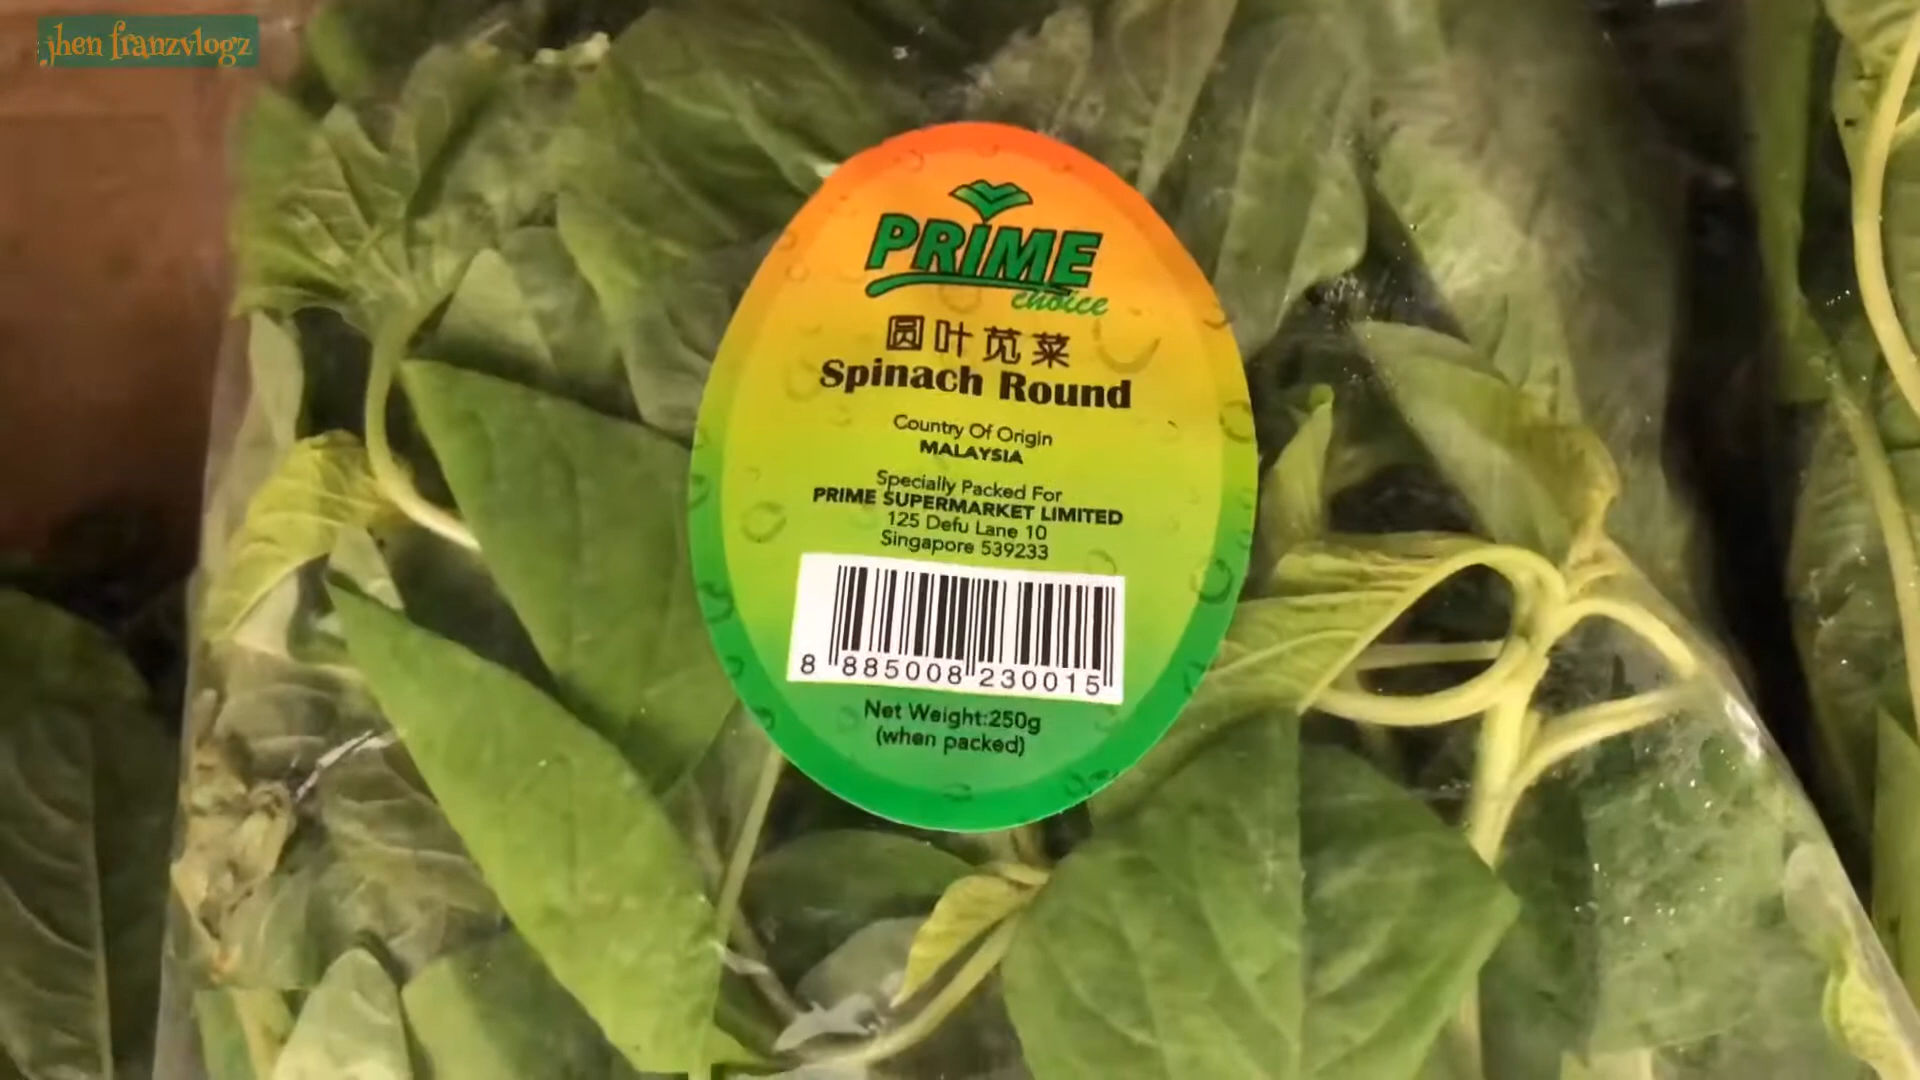 jhen franzvlogz
PRIME
choice
圆叶苋菜
Spinach Round
Country Of Origin
MALAYSIA
Specially Packed For
PRIME SUPERMARKET LIMITED
125 Defu Lane 10
Singapore 539233
8 885008 230015
Net Weight:250g
(when packed)